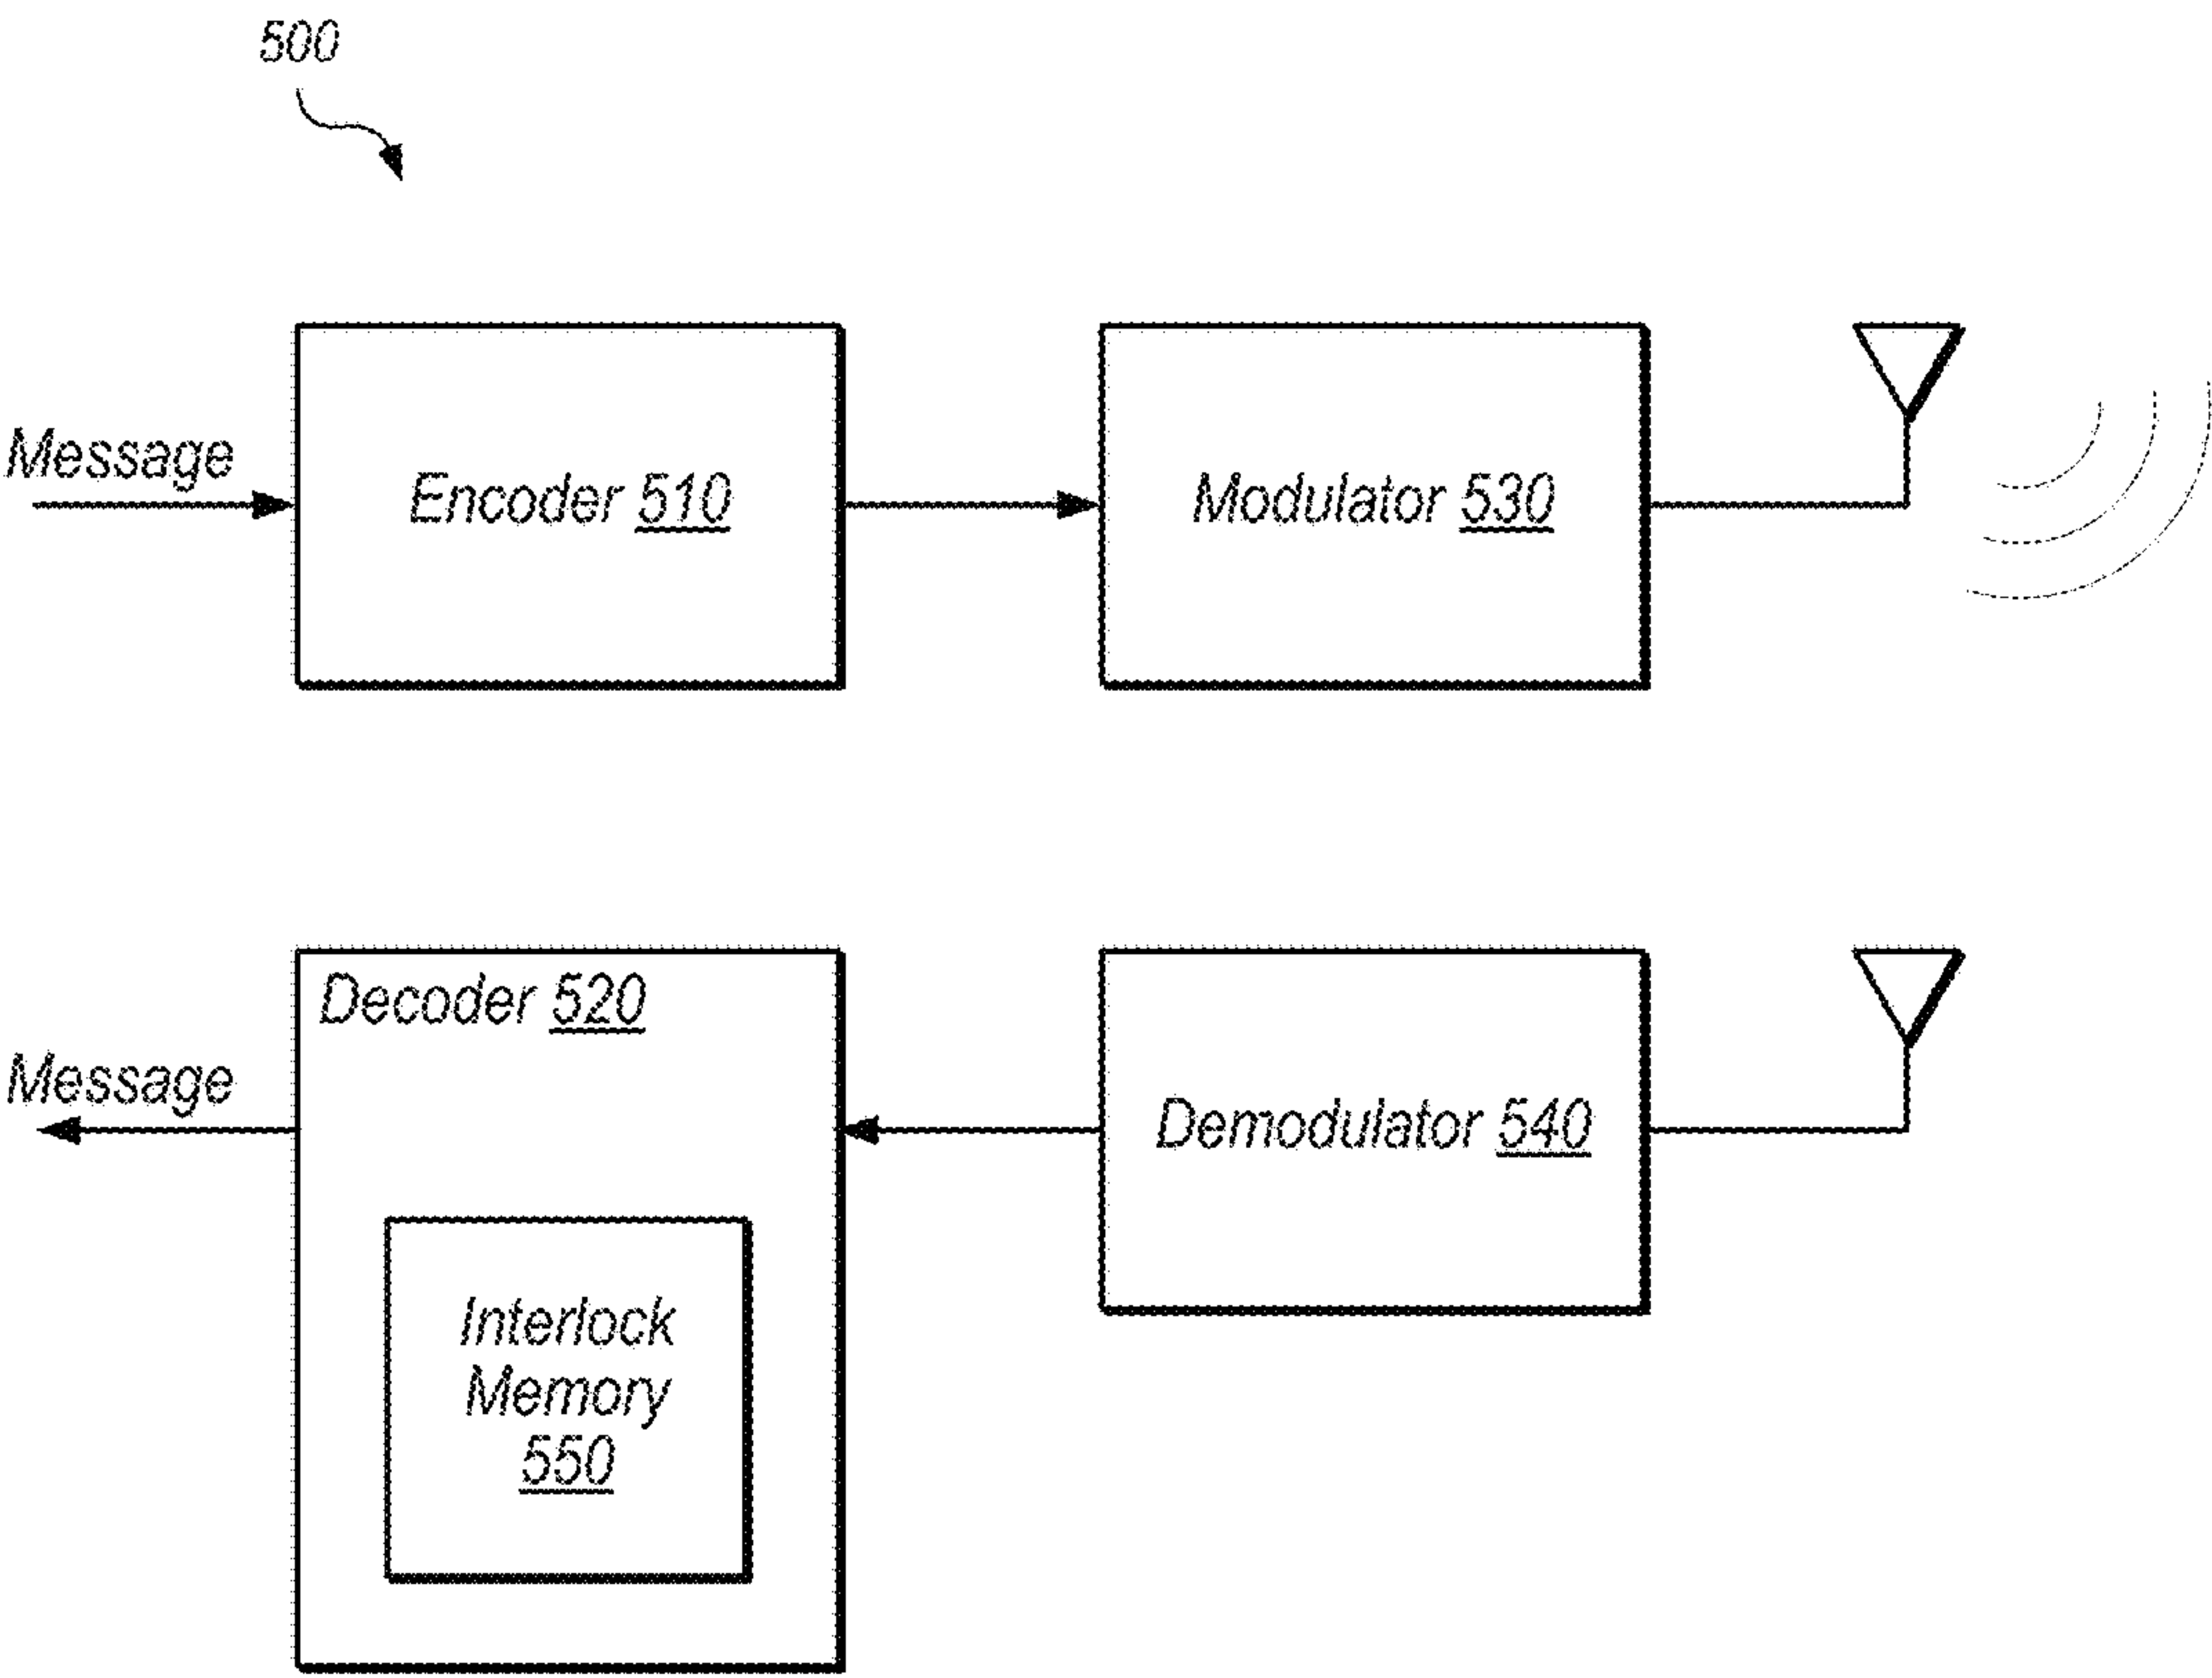 500
Message
Encoder 510
Modulator 530
Decoder 520
Message
Demodulator 540
Interlock
Memory
550